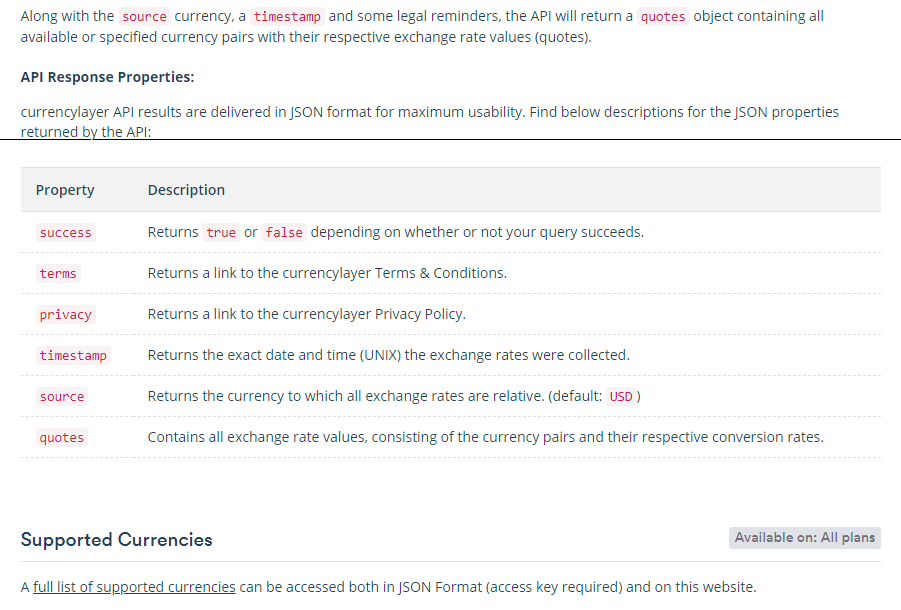 Along with the source currency, a timestamp and some legal reminders, the API will return a quotes object containing all
available or specified currency pairs with their respective exchange rate values (quotes).
API Response Properties:
currencylayer API results are delivered in JSON format for maximum usability. Find below descriptions for the JSON properties
returned by the API:
Property Description
success Returns true or false depending on whether or not your query succeeds.
terms Returns a link to the currencylayer Terms & Conditions.
privacy Returns a link to the currencylayer Privacy Policy.
timestamp Returns the exact date and time (UNIX) the exchange rates were collected.
source Returns the currency to which all exchange rates are relative. (default: USD )
quotes Contains all exchange rate values, consisting of the currency pairs and their respective conversion rates.
Supported Currencies Available on: All plans
A full list of supported currencies can be accessed both in JSON Format (access key required) and on this website.